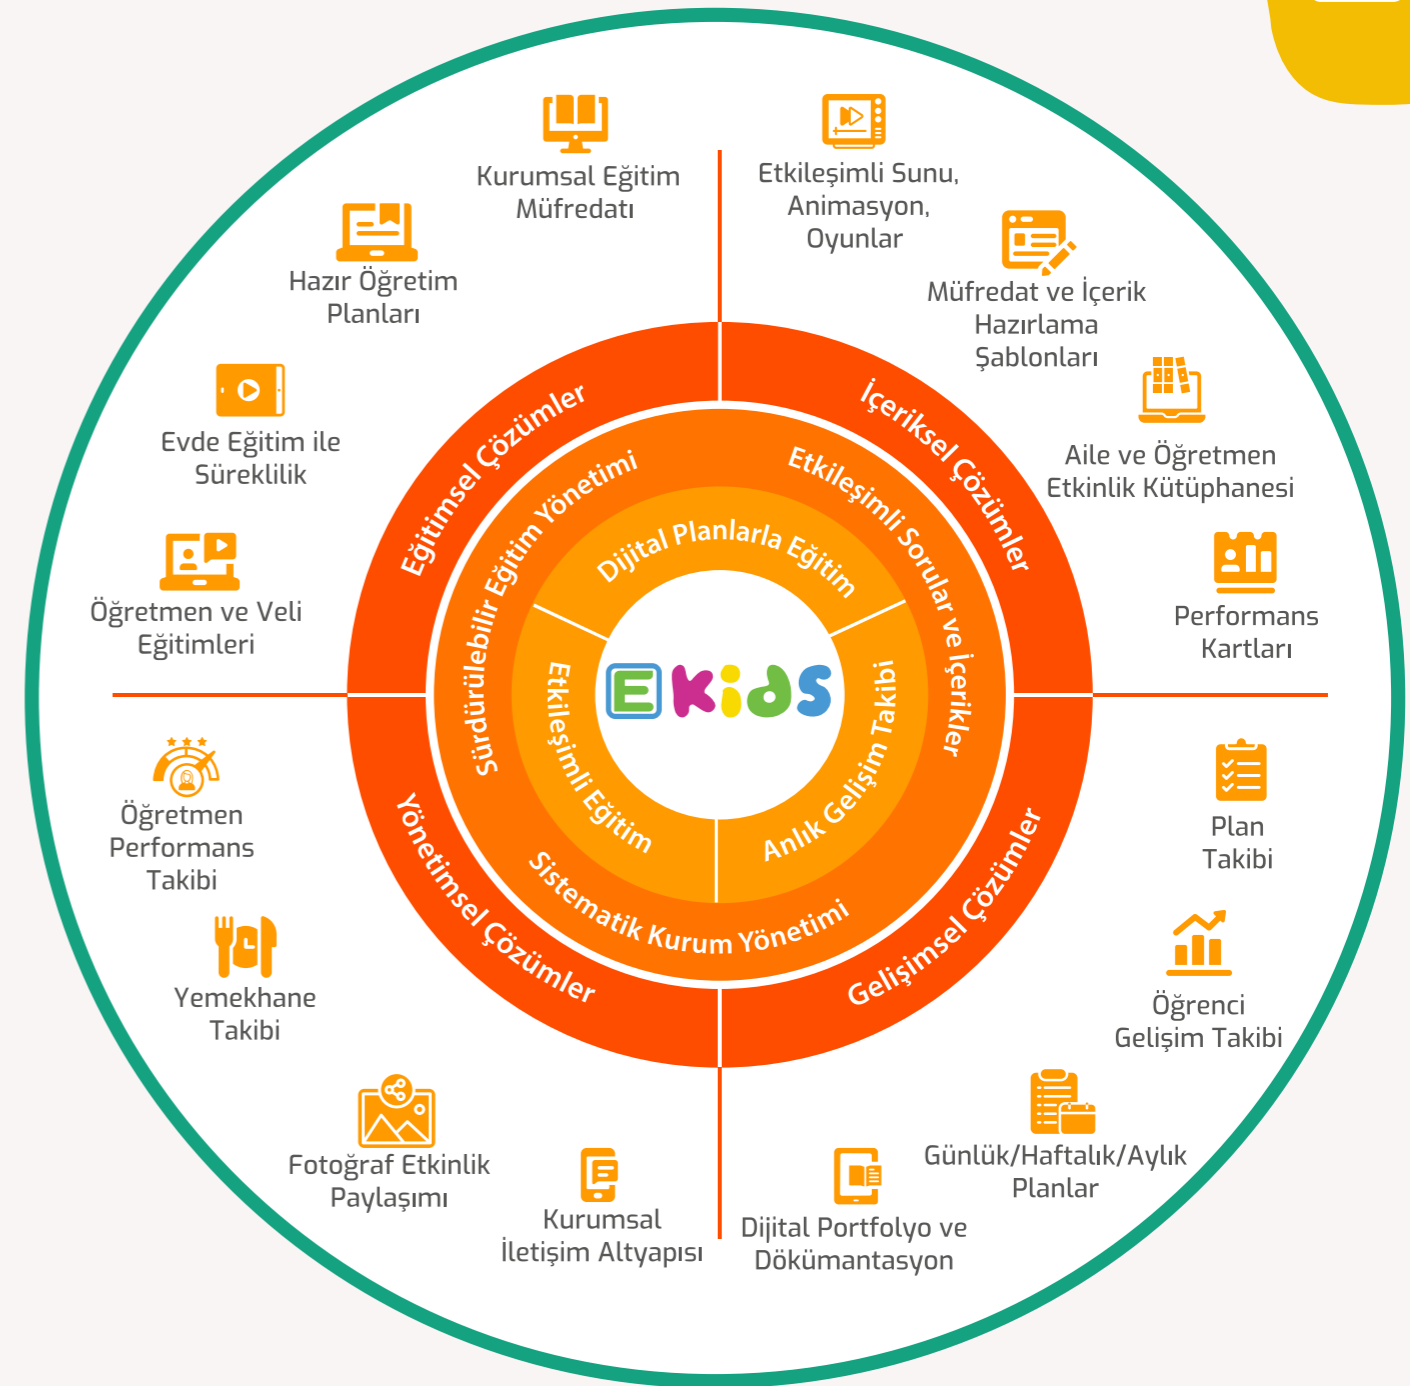 Kurumsal Eğitim
Müfredatı
Hazır Öğretim
Planları
Evde Eğitim ile
Süreklilik
Öğretmen ve Veli
Eğitimleri
Etkileşimli Sunu,
Animasyon,
Oyunlar
Müfredat ve İçerik
Hazırlama
Şablonları
Aile ve Öğretmen
Etkinlik Kütüphanesi
Performans
Kartları
Eğitimsel Çözümler
İçeriksel Çözümler
Sürdürülebilir Eğitim Yönetimi
Etkileşimli Sorular ve İçerikler
Dijital Planlarla Eğitim
EKids
Etkileşimli Eğitim
Anlık Gelişim Takibi
Sistematik Kurum Yönetimi
Yönetimsel Çözümler
Gelişimsel Çözümler
Öğretmen
Performans
Takibi
Yemekhane
Takibi
Fotoğraf Etkinlik
Paylaşımı
Kurumsal
İletişim Altyapısı
Plan
Takibi
Öğrenci
Gelişim Takibi
Günlük/Haftalık/Aylık
Planlar
Dijital Portfolyo ve
Dökümantasyon